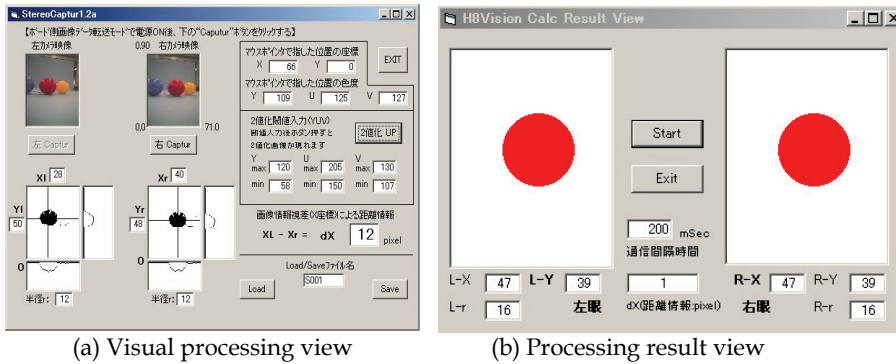 StereoCaptur1.2a
【ボード側画像データ転送モードで電源ON後、下の“Caputur”ボタンをクリックする】
左カメラ映像
0.90 右カメラ映像
0,0
71.0
左 Captur
右 Captur
マウスポインタで指した位置の座標
X 66 Y 0
EXIT
マウスポインタで指した位置の色度
Y 109 U 125 V 127
2値化閾値入力(YUV)
閾値入力後ボタン押すと
2値化画像が現れます
2値化 UP
Y U V
max 120 max 205 max 130
min 58 min 150 min 107
Xl 28
Xr 40
Yl
50
Yr
48
0
0
半径r: 12
半径r: 12
画像情報視差(X座標)による距離情報
XL - Xr = dX 12 pixel
Load/Saveファイル名
S001
Load
Save
(a) Visual processing view
H8Vision Calc Result View
Start
Exit
200 mSec
通信間隔時間
L-X 47 L-Y 39
L-r 16 左眼
1
dX(距離情報:pixel)
R-X 47 R-Y 39
右眼 R-r 16
(b) Processing result view